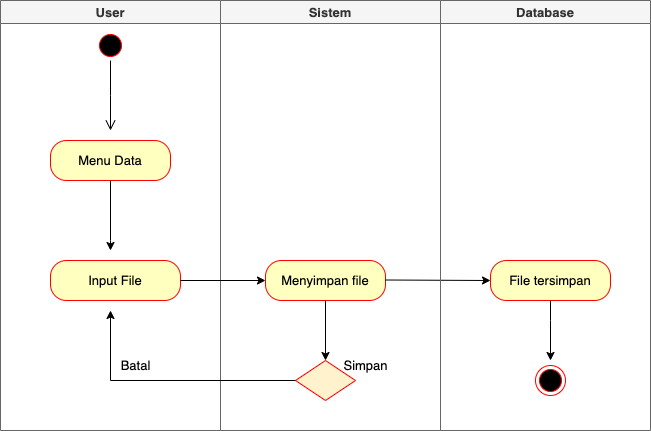 User
Sistem
Database
Menu Data
Input File
Menyimpan file
File tersimpan
Batal
Simpan